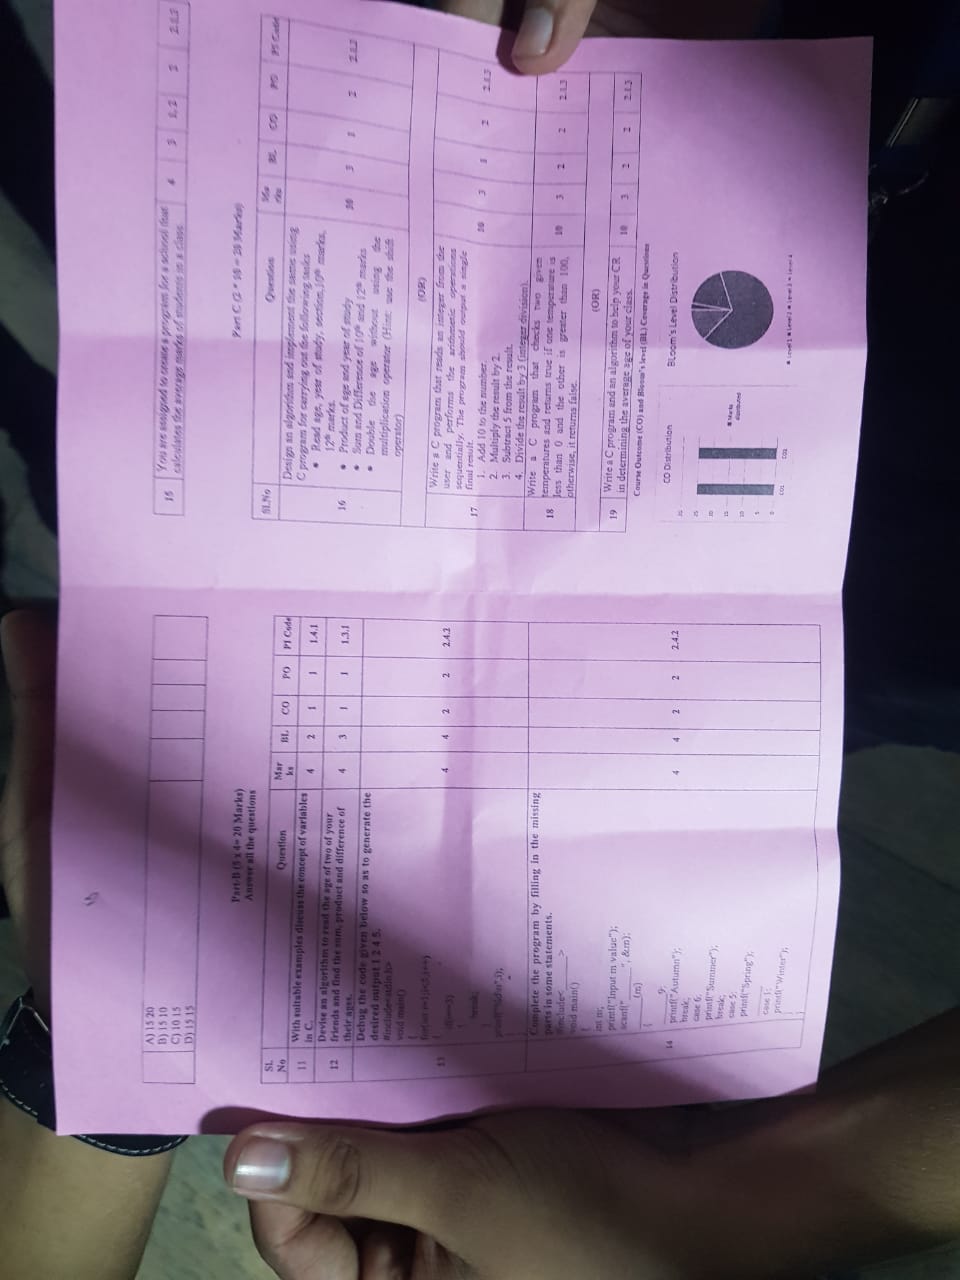 A) 15 20
B) 15 10
C) 10 15
D) 15 15
Part-B (5 x 4= 20 Marks)
Answer all the questions
SL No Question Mar ks BL CO PO PI Code
11 With suitable examples discuss the concept of variables in C. 4 2 1 1 1.4.1
12 Devise an algorithm to read the age of two of your
friends and find the sum, product and difference of
their ages. 4 3 1 1 1.3.1
13 Debug the code given below so as to generate the
desired output 1 2 4 5. 4 4 2 2 2.4.2
#include<stdio.h>
void main()
{
for(int i=1;i<5;i++)
{
if(i==3)
{
break;
}
printf("%d\n",i);
14 Complete the program by filling in the missing
parts in some statements. 4 4 2 2 2.4.2
#include<______>
void main()
{
int m;
printf("Input m value");
scanf("______", &m);
______(m)
{
______9:
printf("Autumn");
break;
case 6:
printf("Summer");
break;
case 5:
printf("Spring");
______
case 1:
printf("Winter");
}
}
15 You are assigned to create a program for a school that
calculates the average marks of students in a class. 4 3 1, 2 2 2.1.3
Part C (2 * 10 = 20 Marks)
Sl.No Question Ma rks BL CO PO PI Code
16 Design an algorithm and implement the same using
C program for carrying out the following tasks
• Read age, year of study, section, 10th marks,
12th marks.
• Product of age and year of study
• Sum and Difference of 10th and 12th marks
• Double the age without using the
multiplication operator (Hint: use the shift
operator)
10 3 1 2 2.1.3
(OR)
17 Write a C program that reads an integer from the
user and performs the arithmetic operations
sequentially. The program should output a single
final result.
1. Add 10 to the number.
2. Multiply the result by 2.
3. Subtract 5 from the result.
4. Divide the result by 3 (integer division).
10 3 1 2 2.1.3
18 Write a C program that checks two given
temperatures and returns true if one temperature is
less than 0 and the other is greater than 100,
otherwise, it returns false.
10 3 2 2 2.1.3
(OR)
19 Write a C program and an algorithm to help your CR
in determining the average age of your class. 10 3 2 2 2.1.3
Course Outcome (CO) and Bloom's level (BL) Coverage in Questions
CO Distribution
25
20
15
10
5
0
CO1 CO2
Marks distributed
BLoom's Level Distribution
Level 1 Level 2 Level 3 Level 4